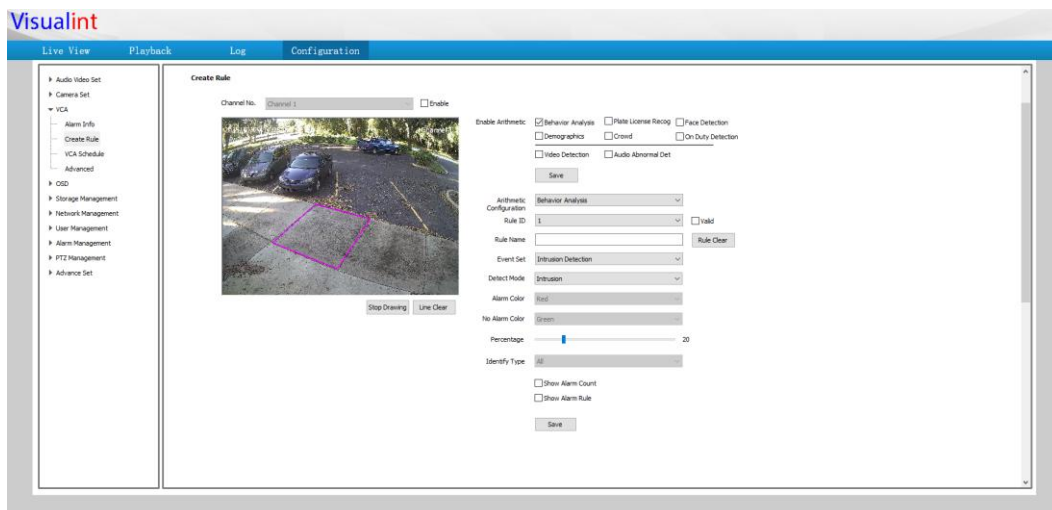 Visualint
Live View Playback Log Configuration
Audio Video Set
Camera Set
VCA
Alarm Info
Create Rule
VCA Schedule
Advanced
OSD
Storage Management
Network Management
User Management
Alarm Management
PTZ Management
Advance Set
Create Rule
Channel No. Channel 1 Enable
Stop Drawing Line Clear
Enable Arithmetic Behavior Analysis Plate License Recog Face Detection
Demographics Crowd On Duty Detection
Video Detection Audio Abnormal Det
Save
Arithmetic Configuration Behavior Analysis
Rule ID 1 Valid
Rule Name Rule Clear
Event Set Intrusion Detection
Detect Mode Intrusion
Alarm Color Red
No Alarm Color Green
Percentage 20
Identify Type All
Show Alarm Count
Show Alarm Rule
Save